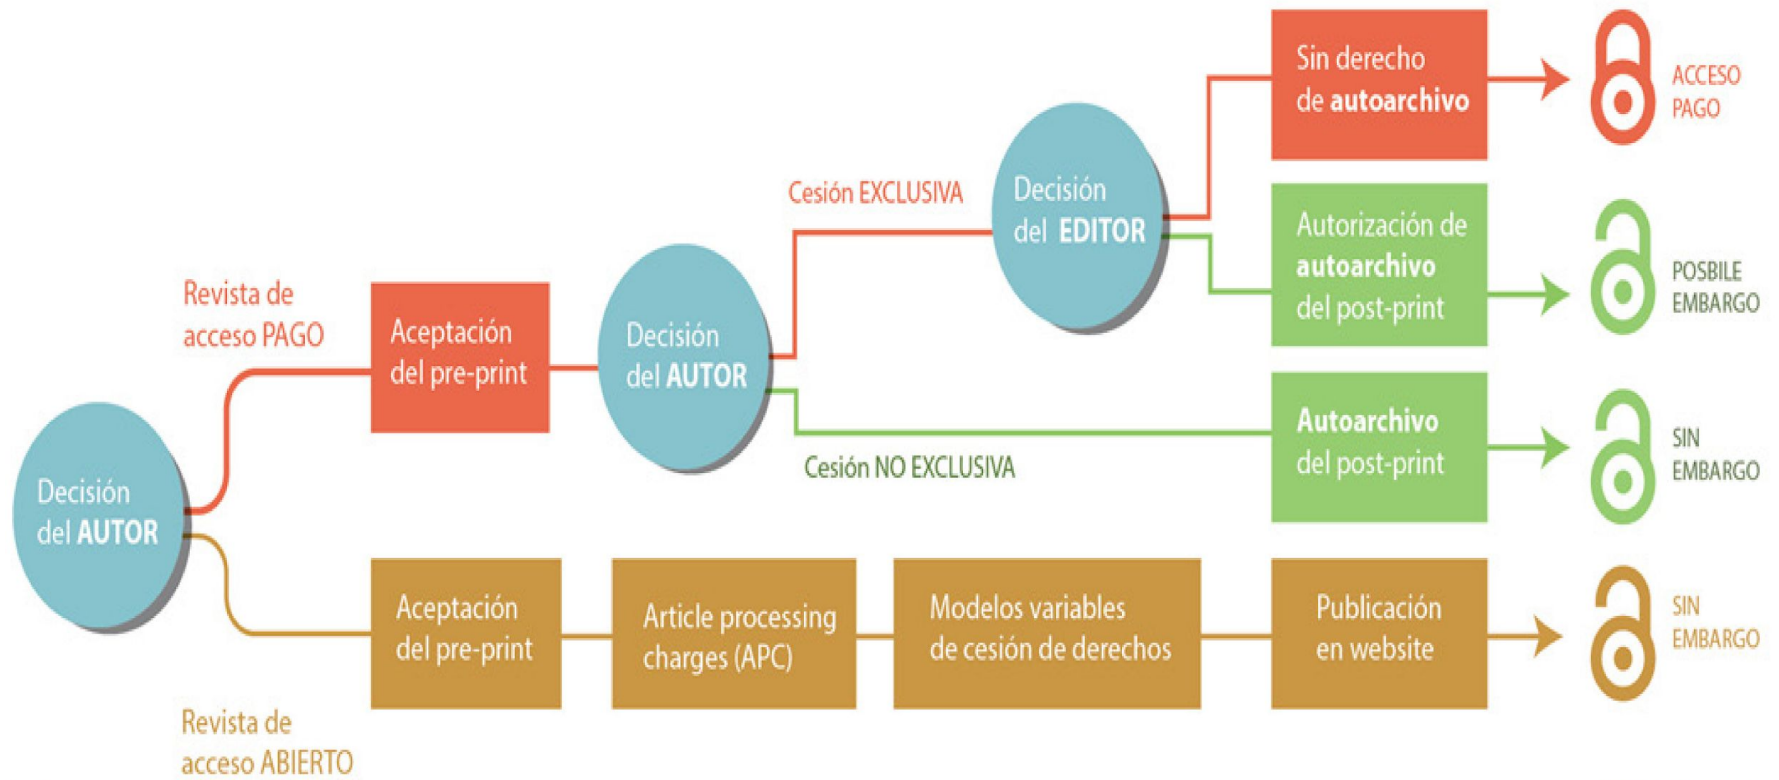 Sin derecho
de autoarchivo
ACCESO
PAGO
Cesión EXCLUSIVA
Decisión
del EDITOR
Autorización de
autoarchivo
del post-print
POSBILE
EMBARGO
Revista de
acceso PAGO
Aceptación
del pre-print
Decisión
del AUTOR
Cesión NO EXCLUSIVA
Autoarchivo
del post-print
SIN
EMBARGO
Decisión
del AUTOR
Revista de
acceso ABIERTO
Aceptación
del pre-print
Article processing
charges (APC)
Modelos variables
de cesión de derechos
Publicación
en website
SIN
EMBARGO